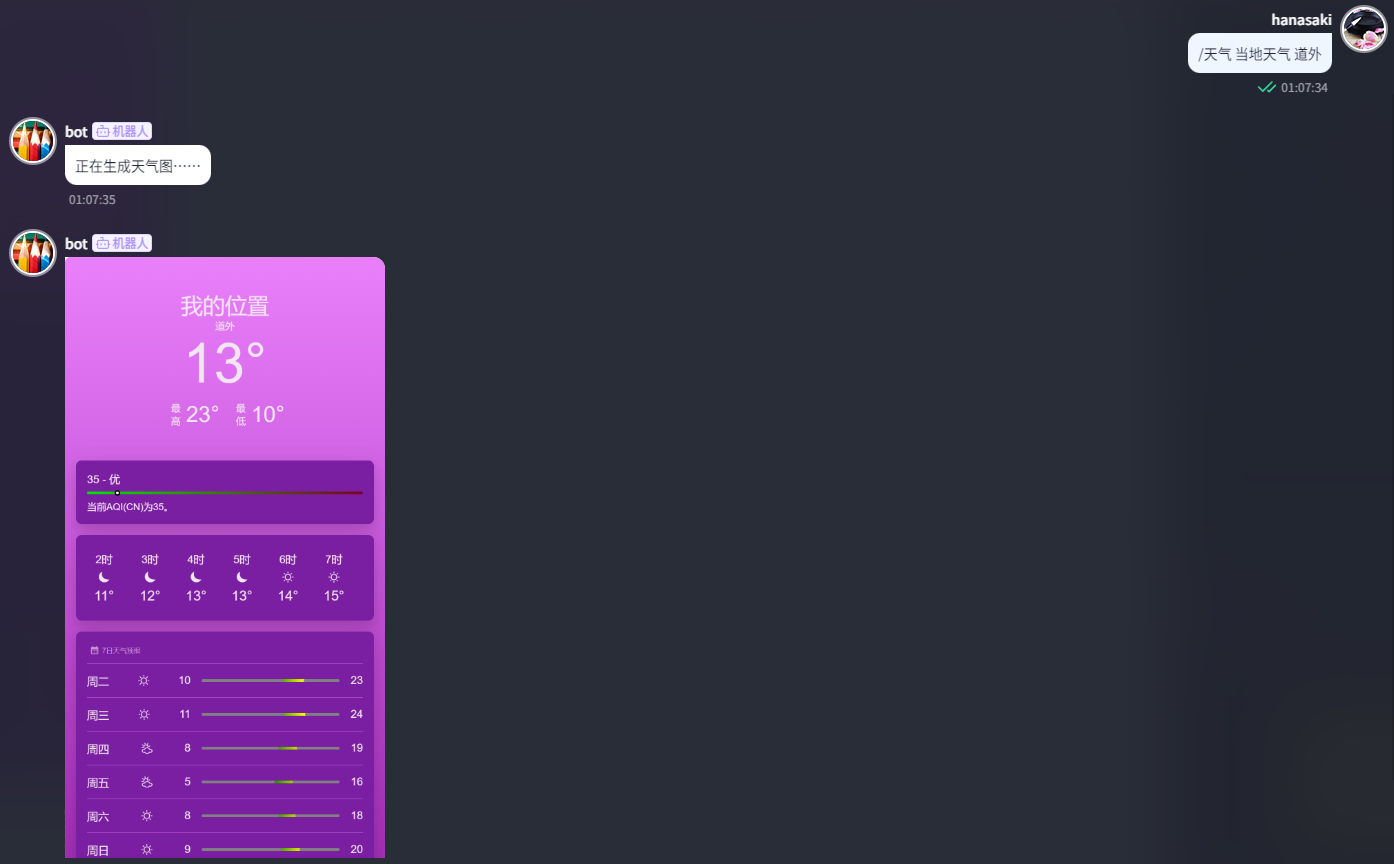 hanasaki
/天气 当地天气 道外
01:07:34
bot 机器人
正在生成天气图……
01:07:35
bot 机器人
我的位置
道外
13°
最高 23° 最低 10°
35 - 优
当前AQI(CN)为35。
2时 3时 4时 5时 6时 7时
11° 12° 13° 13° 14° 15°
7日天气预报
周二 10 23
周三 11 24
周四 8 19
周五 5 16
周六 8 18
周日 9 20